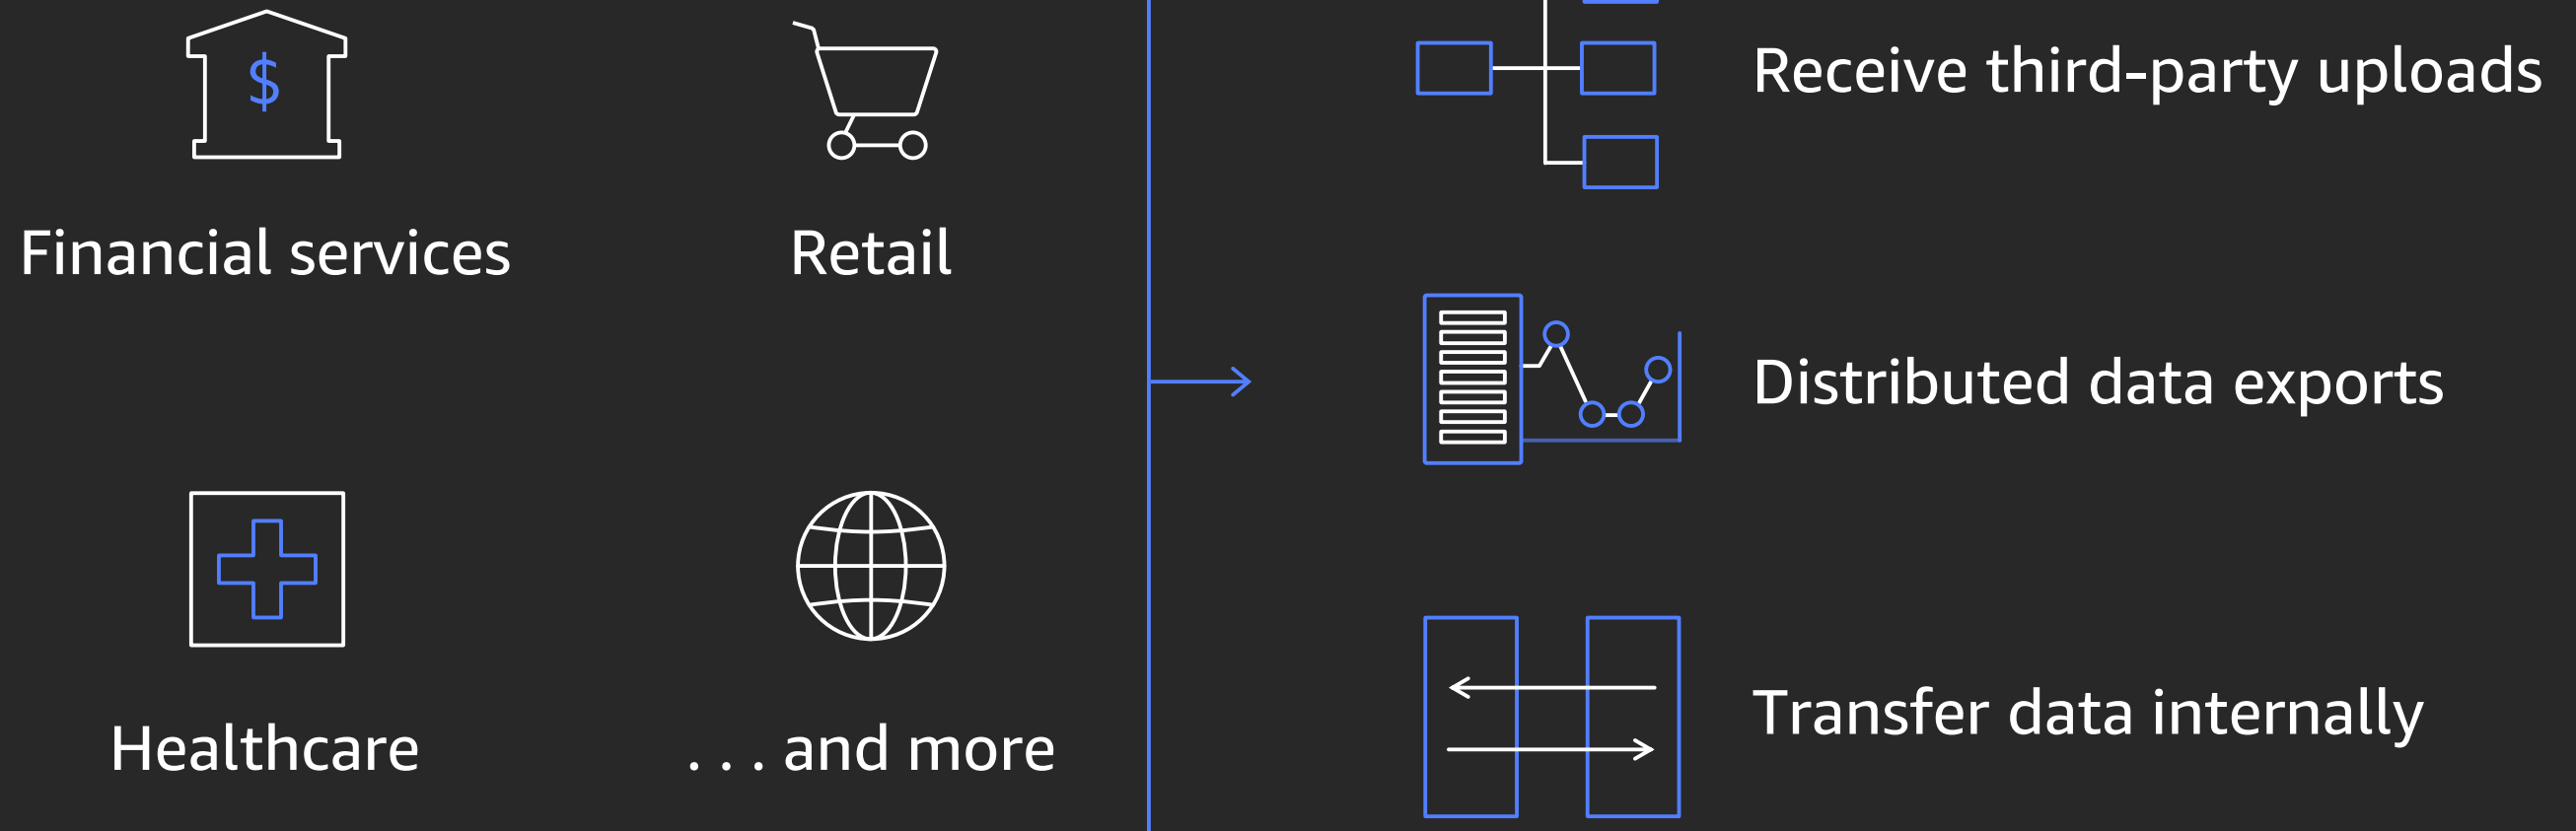 $
Financial services
Retail
Healthcare
. . . and more
Receive third-party uploads
Distributed data exports
Transfer data internally